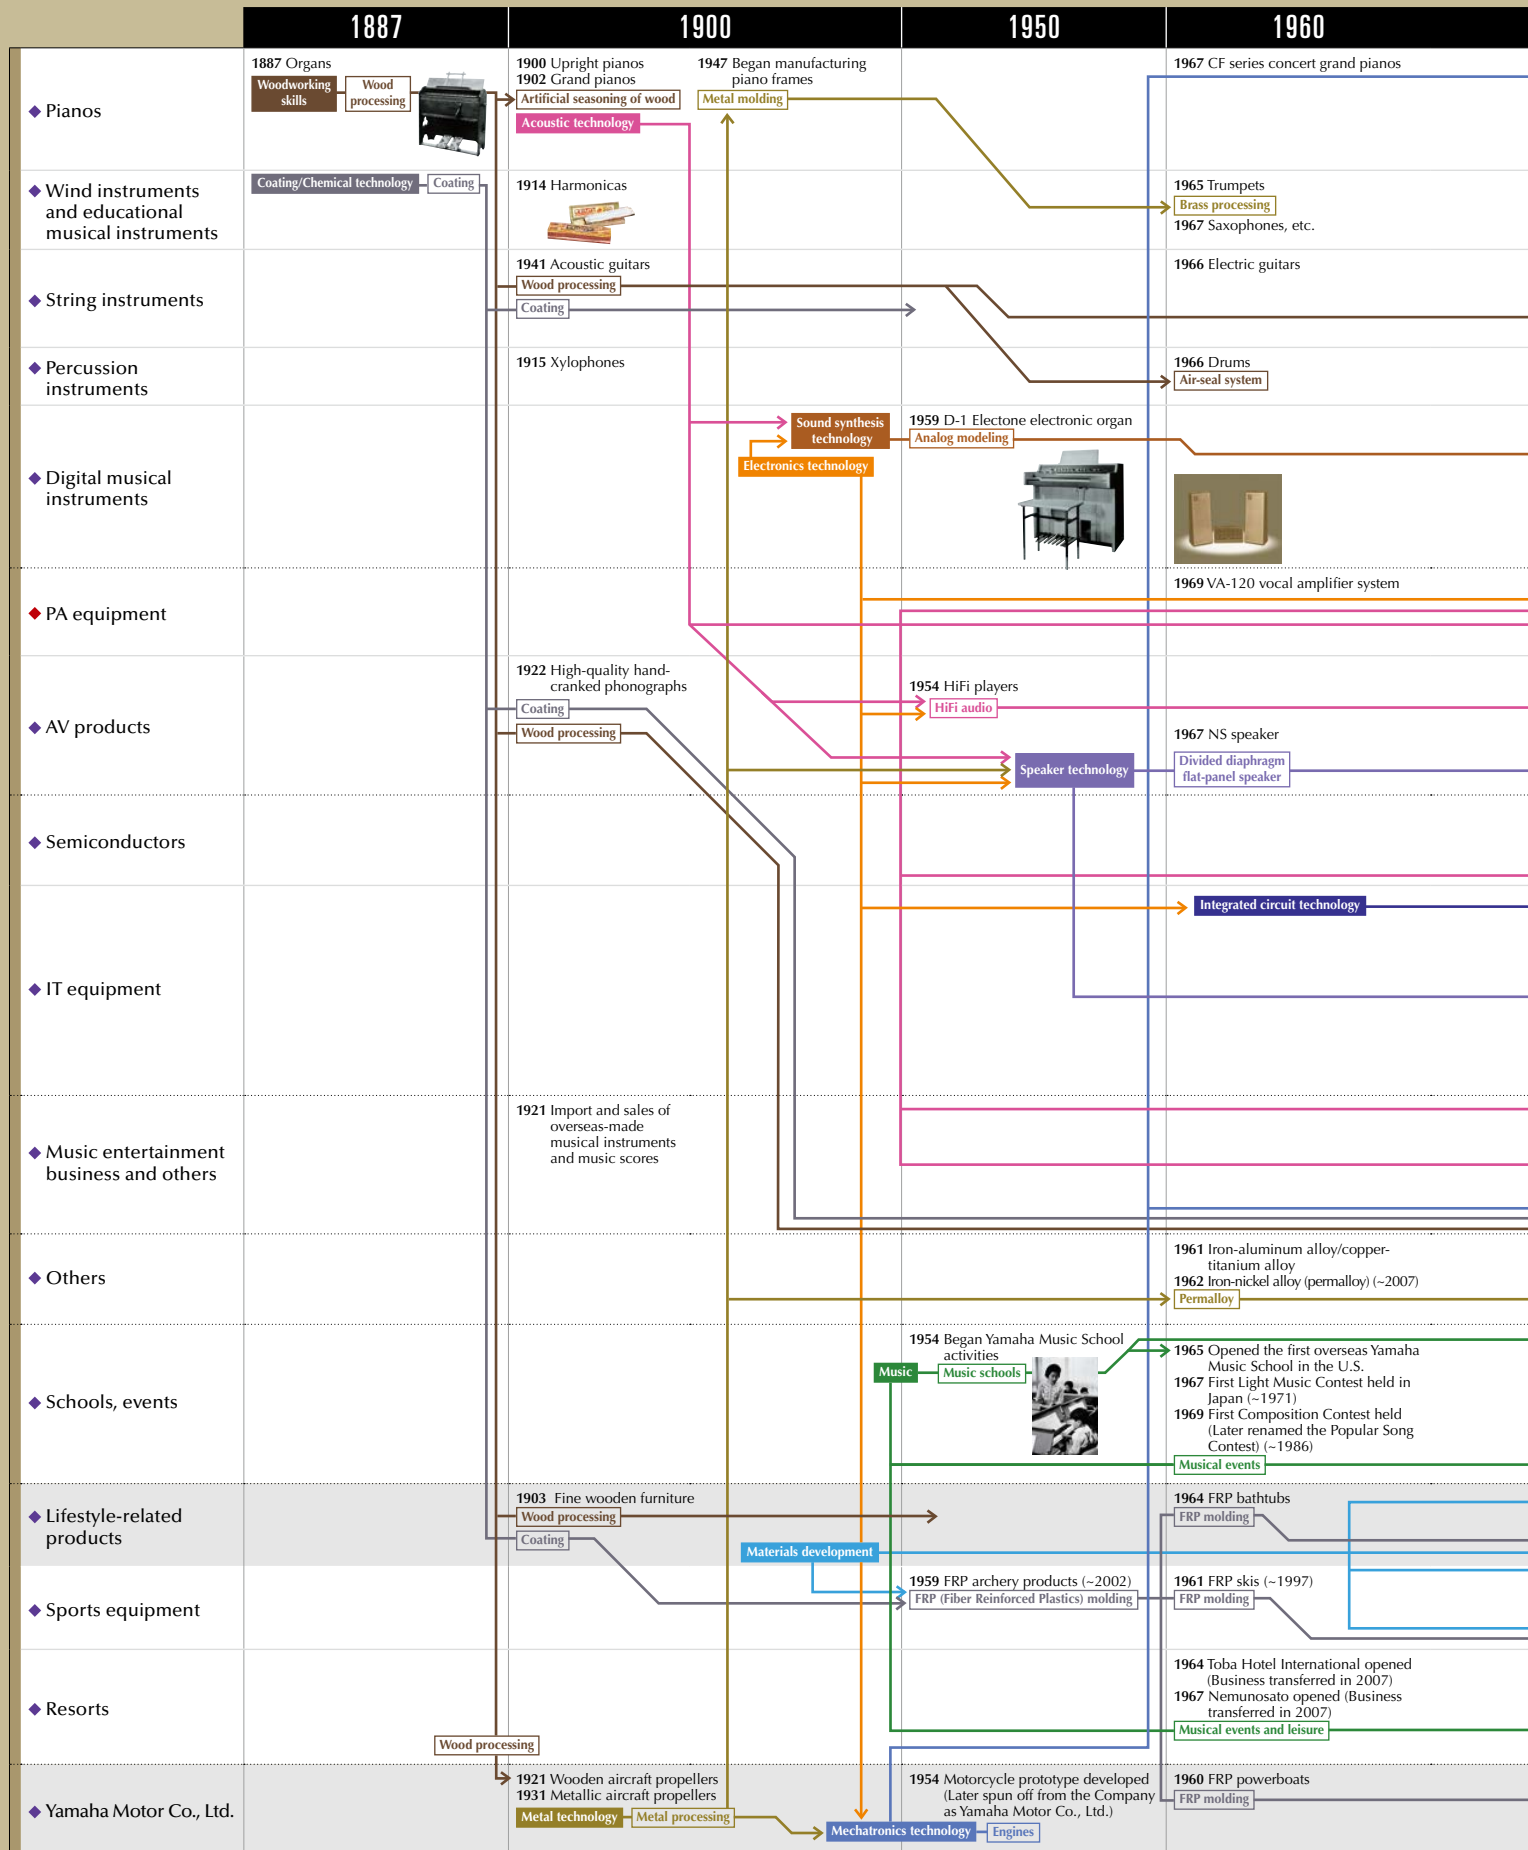 1887
1900
1950
1960
Pianos
1887 Organs
Woodworking
skills
Wood
processing
1900 Upright pianos
1902 Grand pianos
Artificial seasoning of wood
Acoustic technology
1947 Began manufacturing
piano frames
Metal molding
1967 CF series concert grand pianos
Wind instruments
and educational
musical instruments
Coating/Chemical technology
Coating
1914 Harmonicas
1965 Trumpets
Brass processing
1967 Saxophones, etc.
String instruments
1941 Acoustic guitars
Wood processing
Coating
1966 Electric guitars
Percussion
instruments
1915 Xylophones
1966 Drums
Air-seal system
Digital musical
instruments
Sound synthesis
technology
Electronics technology
1959 D-1 Electone electronic organ
Analog modeling
PA equipment
1969 VA-120 vocal amplifier system
AV products
1922 High-quality hand-
cranked phonographs
Coating
Wood processing
1954 HiFi players
HiFi audio
Speaker technology
1967 NS speaker
Divided diaphragm
flat-panel speaker
Semiconductors
IT equipment
Integrated circuit technology
Music entertainment
business and others
1921 Import and sales of
overseas-made
musical instruments
and music scores
Others
1961 Iron-aluminum alloy/copper-
titanium alloy
1962 Iron-nickel alloy (permalloy) (~2007)
Permalloy
Schools, events
Music
1954 Began Yamaha Music School
activities
Music schools
1965 Opened the first overseas Yamaha
Music School in the U.S.
1967 First Light Music Contest held in
Japan (~1971)
1969 First Composition Contest held
(Later renamed the Popular Song
Contest) (~1986)
Musical events
Lifestyle-related
products
1903 Fine wooden furniture
Wood processing
Coating
Materials development
1964 FRP bathtubs
FRP molding
Sports equipment
1959 FRP archery products (~2002)
FRP (Fiber Reinforced Plastics) molding
1961 FRP skis (~1997)
FRP molding
Resorts
Wood processing
1964 Toba Hotel International opened
(Business transferred in 2007)
1967 Nemunosato opened (Business
transferred in 2007)
Musical events and leisure
Yamaha Motor Co., Ltd.
1921 Wooden aircraft propellers
1931 Metallic aircraft propellers
Metal technology
Metal processing
Mechatronics technology
Engines
1954 Motorcycle prototype developed
(Later spun off from the Company
as Yamaha Motor Co., Ltd.)
1960 FRP powerboats
FRP molding